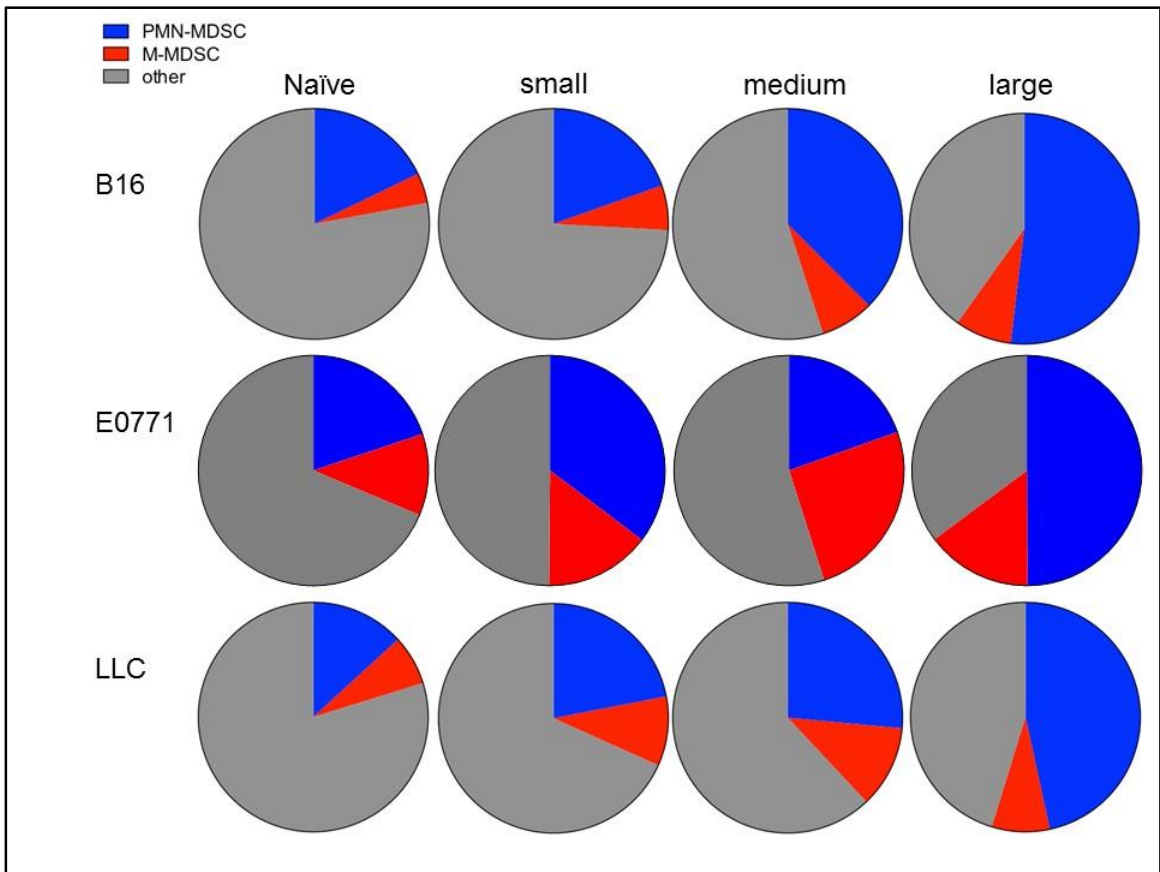 PMN-MDSC
M-MDSC
other
Naïve small medium large
B16
E0771
LLC